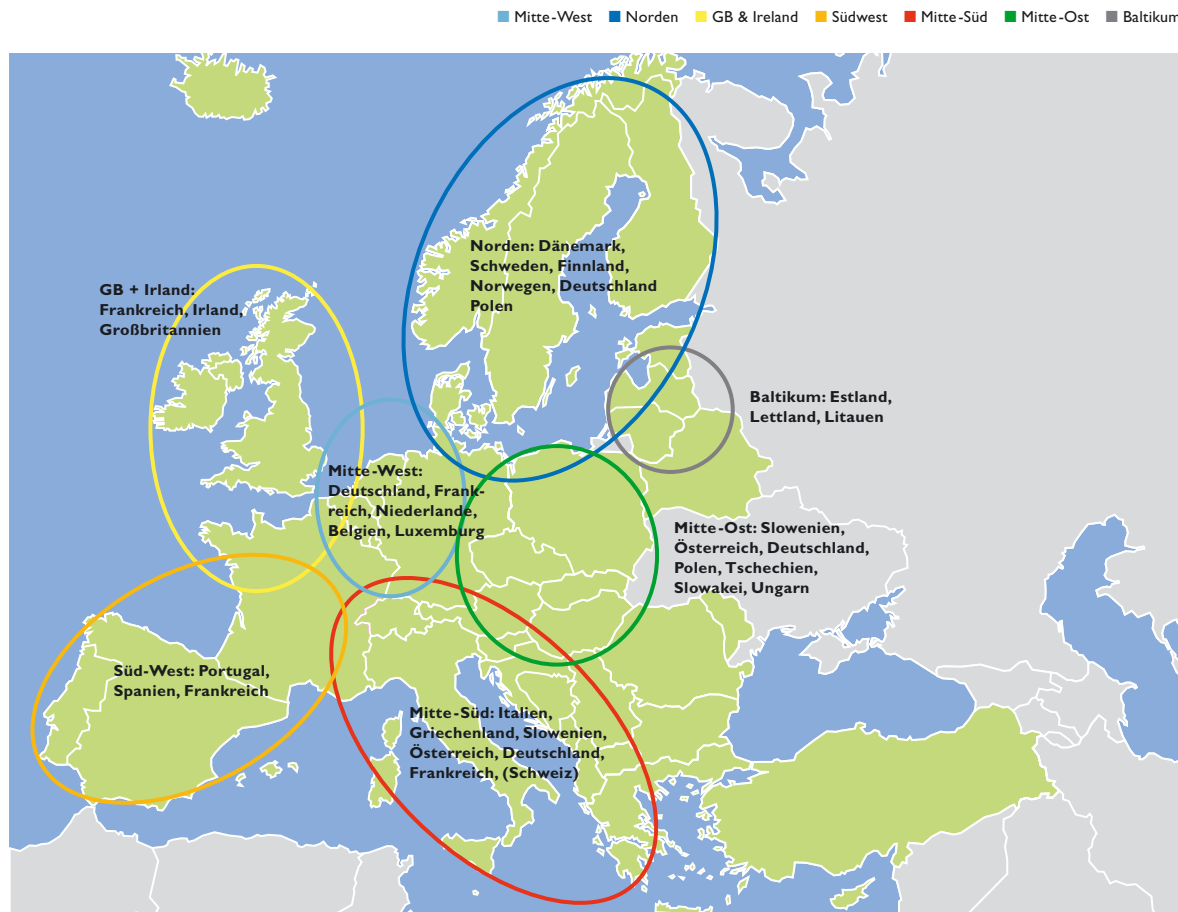 Mitte-West Norden GB & Ireland Südwest Mitte-Süd Mitte-Ost Baltikum
Norden: Dänemark,
Schweden, Finnland,
Norwegen, Deutschland
Polen
GB + Irland:
Frankreich, Irland,
Großbritannien
Baltikum: Estland,
Lettland, Litauen
Mitte-West:
Deutschland, Frank-
reich, Niederlande,
Belgien, Luxemburg
Mitte-Ost: Slowenien,
Österreich, Deutschland,
Polen, Tschechien,
Slowakei, Ungarn
Süd-West: Portugal,
Spanien, Frankreich
Mitte-Süd: Italien,
Griechenland, Slowenien,
Österreich, Deutschland,
Frankreich, (Schweiz)